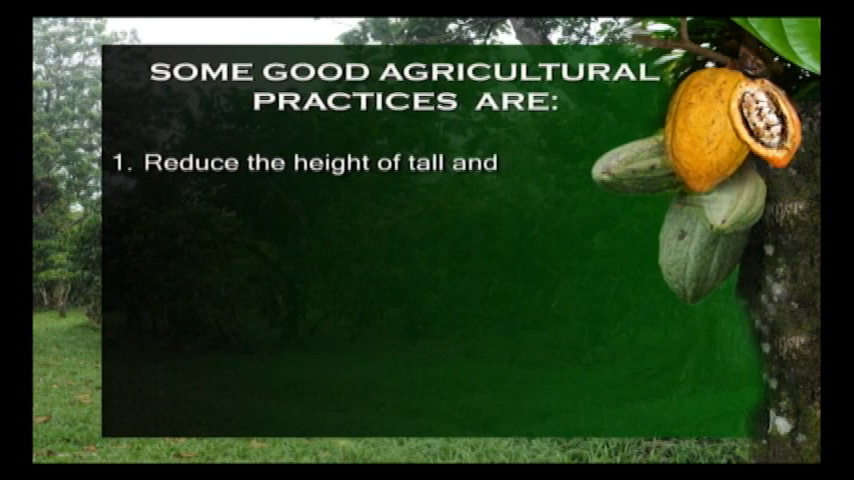 SOME GOOD AGRICULTURAL
PRACTICES ARE:
1. Reduce the height of tall and